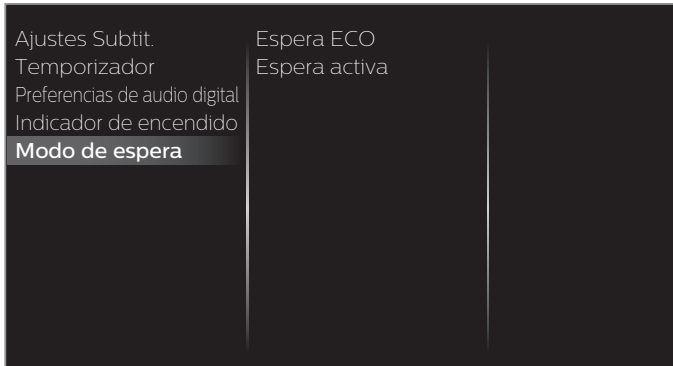 Ajustes Subtit.
Temporizador
Preferencias de audio digital
Indicador de encendido
Modo de espera
Espera ECO
Espera activa